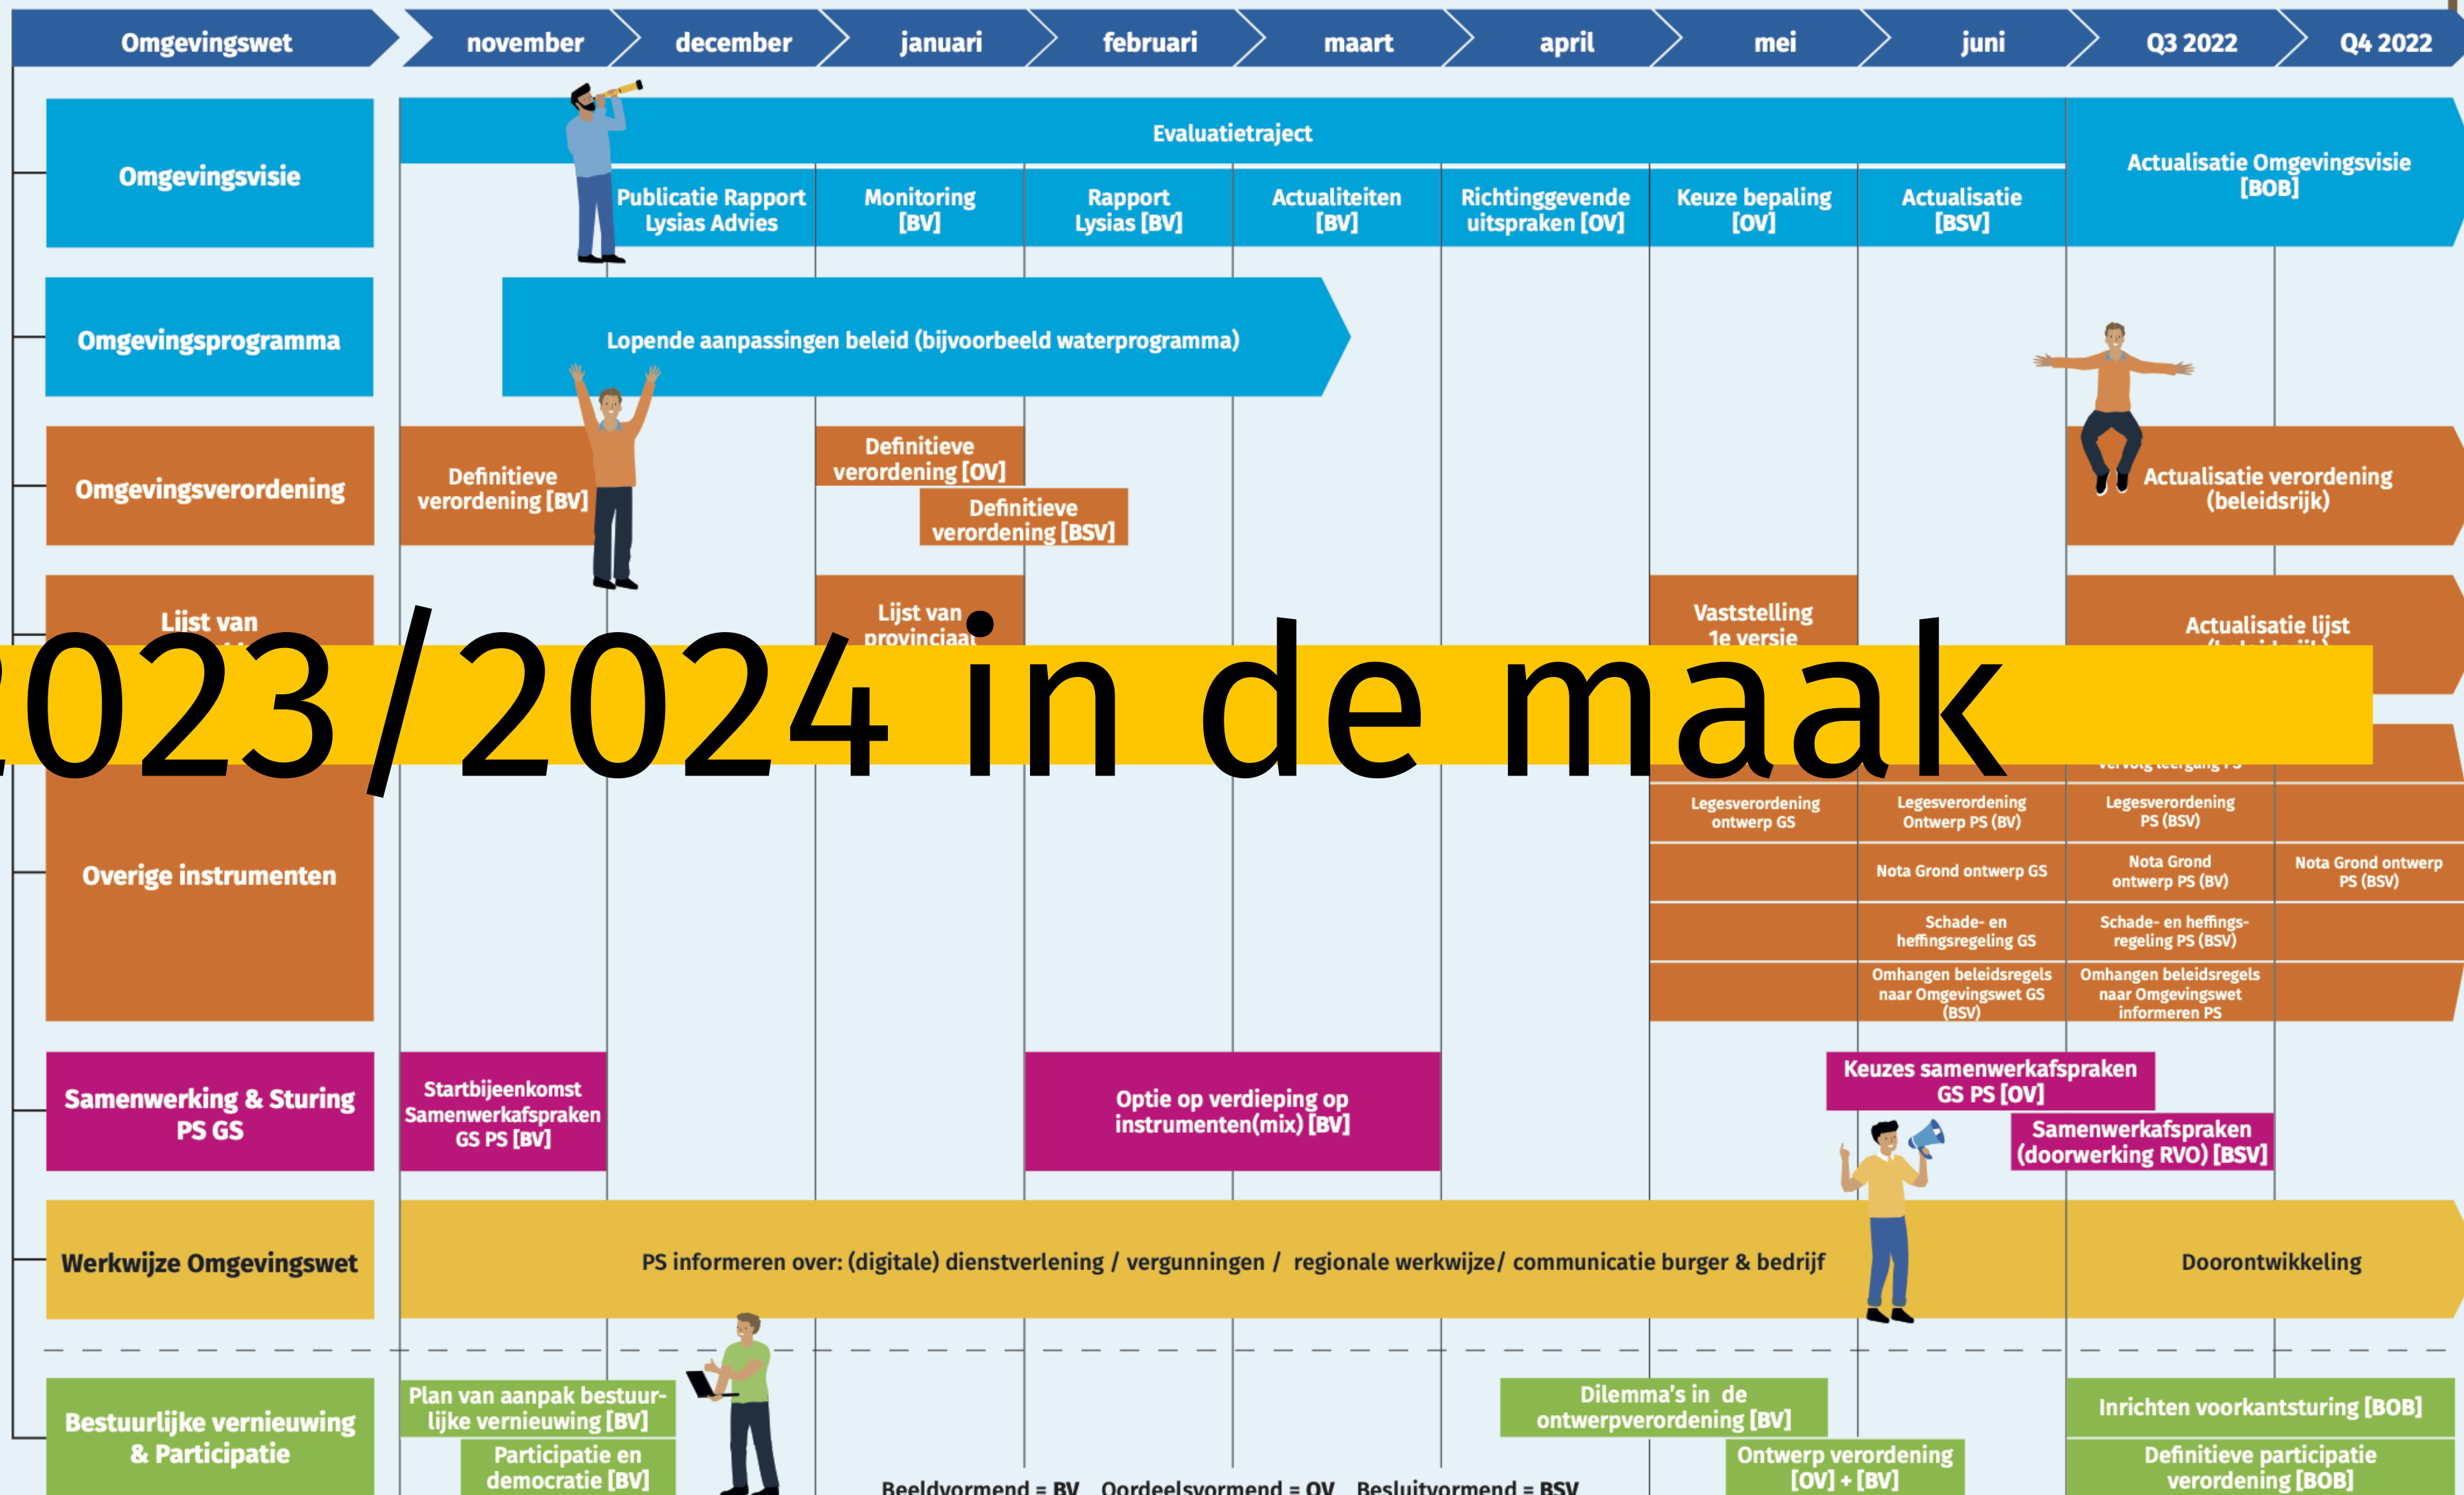 Omgevingswet
november
december
januari
februari
maart
april
mei
juni
Q3 2022
Q4 2022
Omgevingsvisie
Evaluatietraject
Publicatie Rapport
Lysias Advies
Monitoring
[BV]
Rapport
Lysias [BV]
Actualiteiten
[BV]
Richtinggevende
uitspraken [OV]
Keuze bepaling
[OV]
Actualisatie
[BSV]
Actualisatie Omgevingsvisie
[BOB]
Omgevingsprogramma
Lopende aanpassingen beleid (bijvoorbeeld waterprogramma)
Omgevingsverordening
Definitieve
verordening [BV]
Definitieve
verordening [OV]
Definitieve
verordening [BSV]
Actualisatie verordening
(beleidsrijk)
Lijst van
Lijst van
provinciaal
Vaststelling
1e versie
Actualisatie lijst
2023/2024 in de maak
vervolg leergang PS
Overige instrumenten
Legesverordening
ontwerp GS
Legesverordening
Ontwerp PS (BV)
Legesverordening
PS (BSV)
Nota Grond ontwerp GS
Nota Grond
ontwerp PS (BV)
Nota Grond ontwerp
PS (BSV)
Schade- en
heffingsregeling GS
Schade- en heffings-
regeling PS (BSV)
Omhangen beleidsregels
naar Omgevingswet GS
(BSV)
Omhangen beleidsregels
naar Omgevingswet
informeren PS
Samenwerking & Sturing
PS GS
Startbijeenkomst
Samenwerkafspraken
GS PS [BV]
Optie op verdieping op
instrumenten(mix) [BV]
Keuzes samenwerkafspraken
GS PS [OV]
Samenwerkafspraken
(doorwerking RVO) [BSV]
Werkwijze Omgevingswet
PS informeren over: (digitale) dienstverlening / vergunningen / regionale werkwijze/ communicatie burger & bedrijf
Doorontwikkeling
Bestuurlijke vernieuwing
& Participatie
Plan van aanpak bestuur-
lijke vernieuwing [BV]
Participatie en
democratie [BV]
Dilemma's in de
ontwerpverordening [BV]
Ontwerp verordening
[OV] + [BV]
Inrichten voorkantsturing [BOB]
Definitieve participatie
verordening [BOB]
Beeldvormend = BV Oordeelsvormend = OV Besluitvormend = BSV